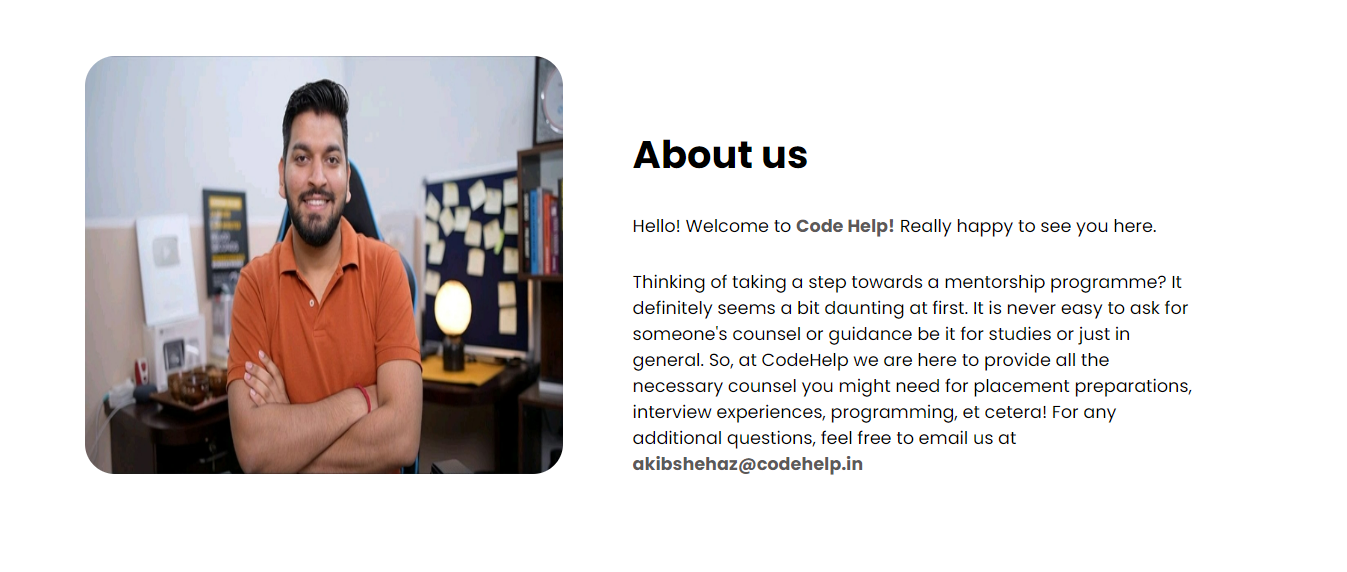 About us
Hello! Welcome to Code Help! Really happy to see you here.
Thinking of taking a step towards a mentorship programme? It
definitely seems a bit daunting at first. It is never easy to ask for
someone's counsel or guidance be it for studies or just in
general. So, at CodeHelp we are here to provide all the
necessary counsel you might need for placement preparations,
interview experiences, programming, et cetera! For any
additional questions, feel free to email us at
akibshehaz@codehelp.in